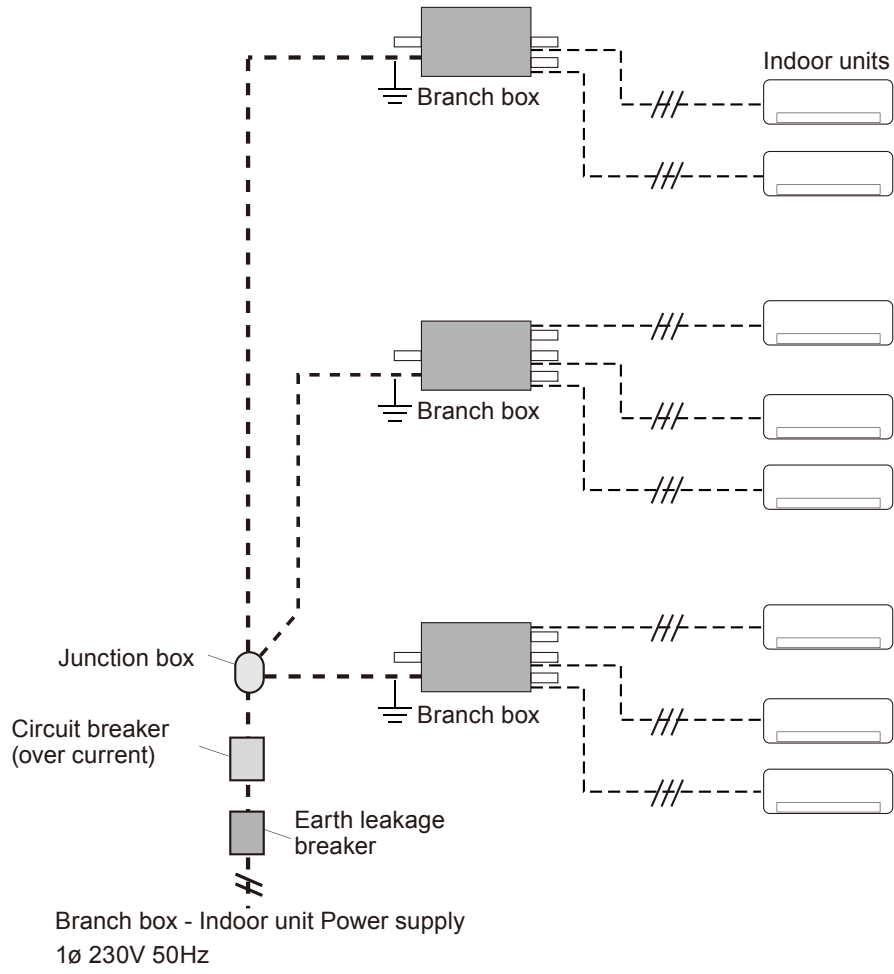 Indoor units
Branch box
Branch box
Junction box
Branch box
Circuit breaker
(over current)
Earth leakage
breaker
Branch box - Indoor unit Power supply
1ø 230V 50Hz